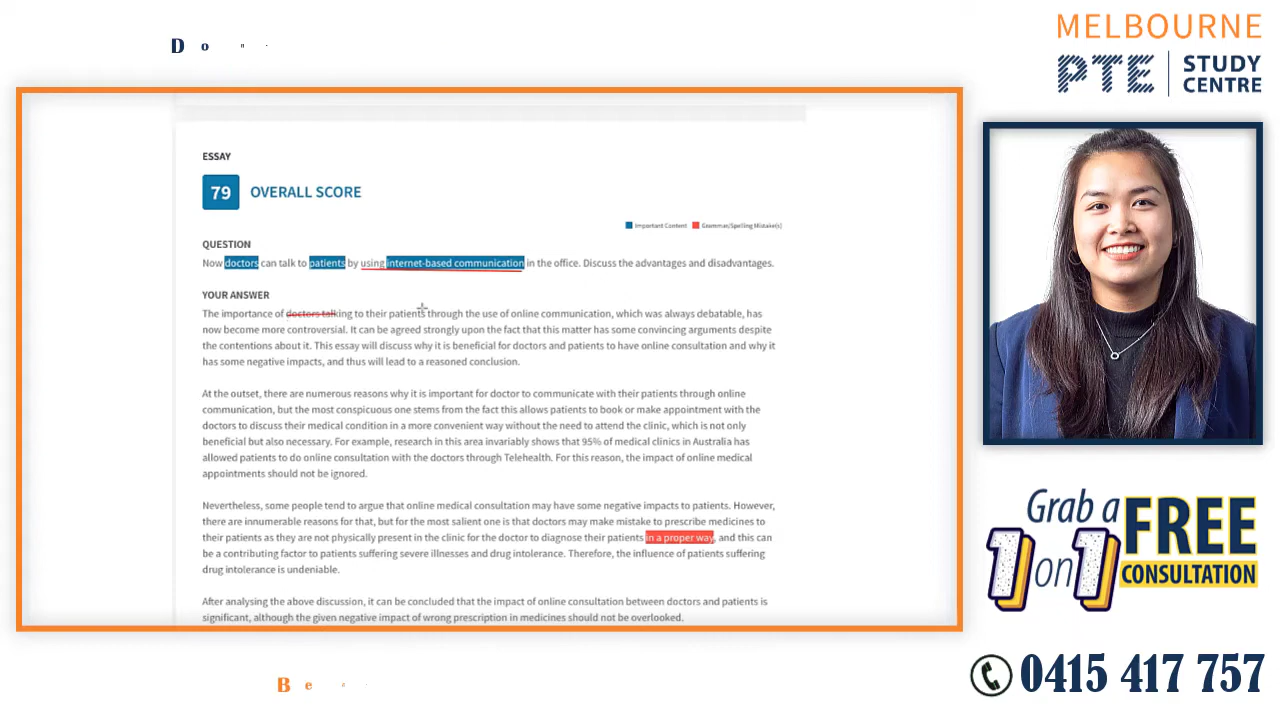 D o n
MELBOURNE
PTE STUDY
CENTRE
ESSAY
79 OVERALL SCORE
Important Content Grammar/Spelling Mistake(s)
QUESTION
Now doctors can talk to patients by using internet-based communication in the office. Discuss the advantages and disadvantages.
YOUR ANSWER
The importance of doctors talking to their patients through the use of online communication, which was always debatable, has
now become more controversial. It can be agreed strongly upon the fact that this matter has some convincing arguments despite
the contentions about it. This essay will discuss why it is beneficial for doctors and patients to have online consultation and why it
has some negative impacts, and thus will lead to a reasoned conclusion.
At the outset, there are numerous reasons why it is important for doctor to communicate with their patients through online
communication, but the most conspicuous one stems from the fact this allows patients to book or make appointment with the
doctors to discuss their medical condition in a more convenient way without the need to attend the clinic, which is not only
beneficial but also necessary. For example, research in this area invariably shows that 95% of medical clinics in Australia has
allowed patients to do online consultation with the doctors through Telehealth. For this reason, the impact of online medical
appointments should not be ignored.
Nevertheless, some people tend to argue that online medical consultation may have some negative impacts to patients. However,
there are innumerable reasons for that, but for the most salient one is that doctors may make mistake to prescribe medicines to
their patients as they are not physically present in the clinic for the doctor to diagnose their patients in a proper way, and this can
be a contributing factor to patients suffering severe illnesses and drug intolerance. Therefore, the influence of patients suffering
drug intolerance is undeniable.
After analysing the above discussion, it can be concluded that the impact of online consultation between doctors and patients is
significant, although the given negative impact of wrong prescription in medicines should not be overlooked.
Grab a FREE
1 on 1 CONSULTATION
0415 417 757
B e